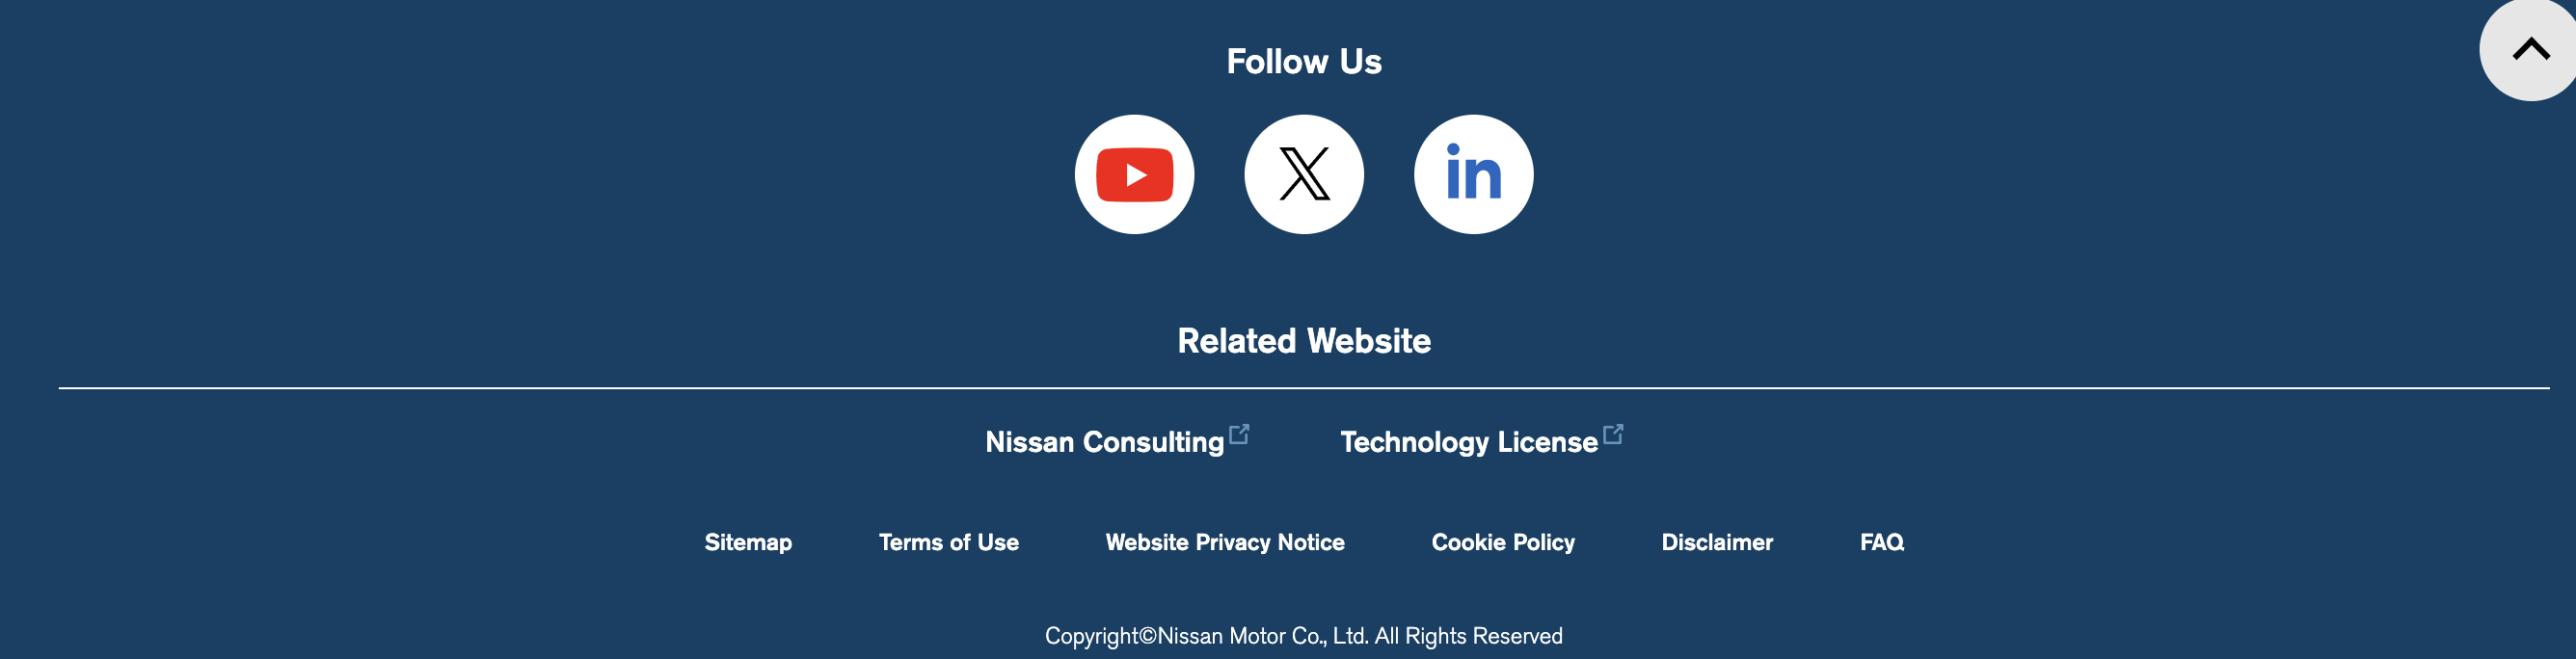 Follow Us
in
Related Website
Nissan Consulting Technology License
Sitemap Terms of Use Website Privacy Notice Cookie Policy Disclaimer FAQ
Copyright©Nissan Motor Co., Ltd. All Rights Reserved